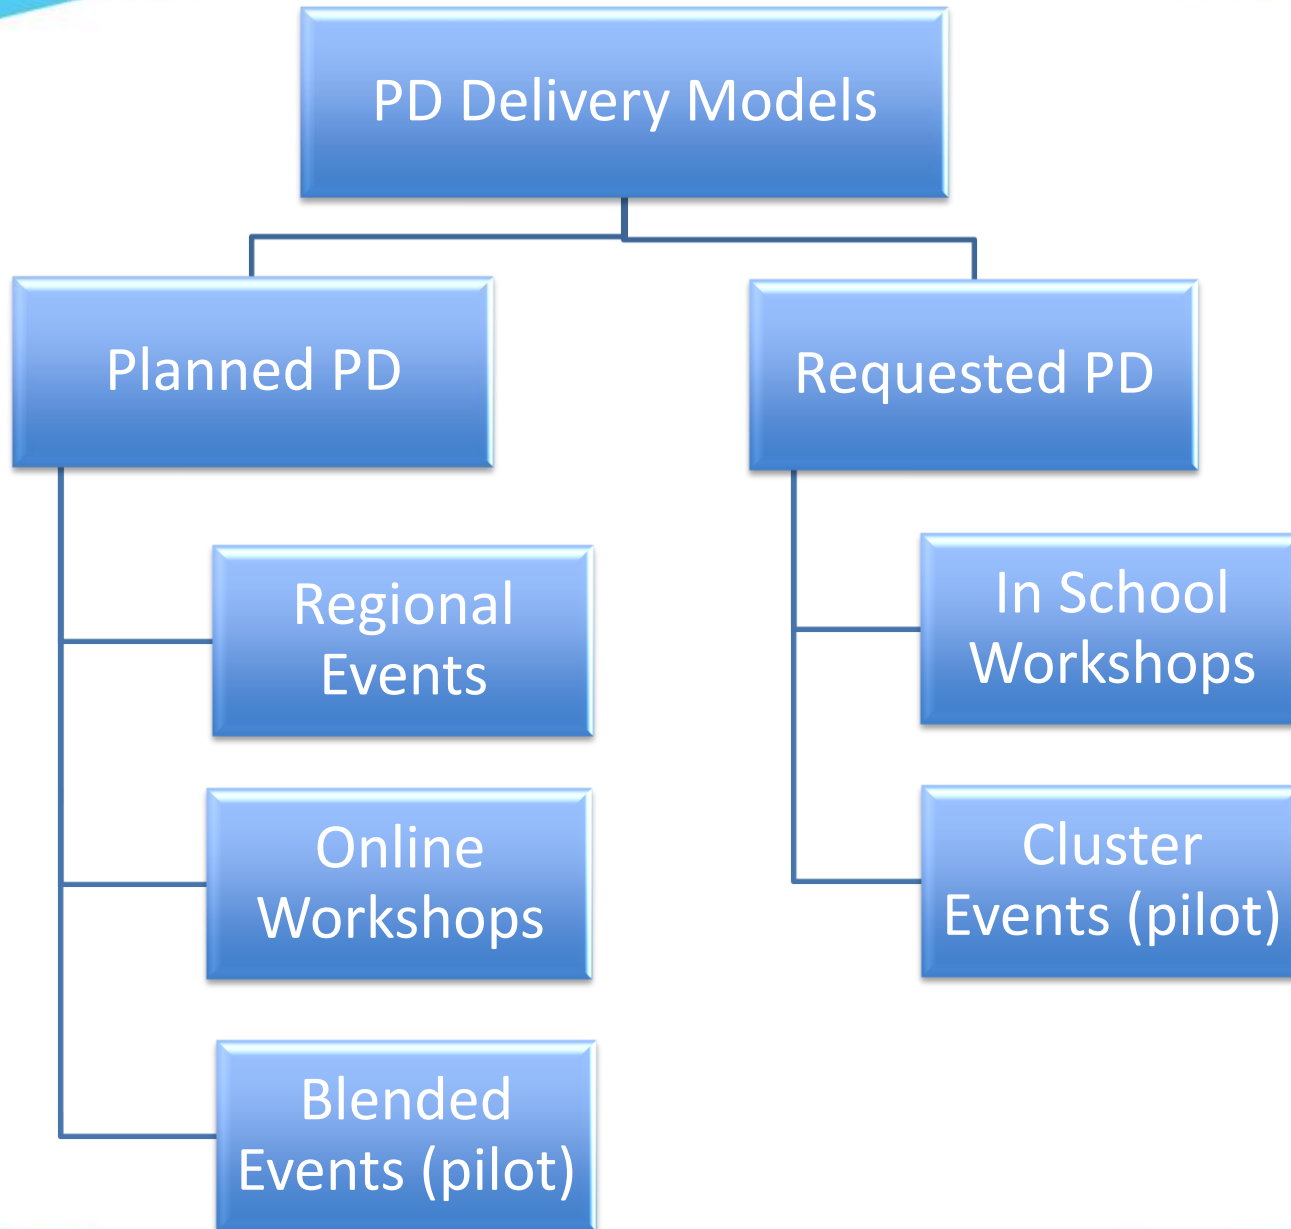 PD Delivery Models
Planned PD
Requested PD
Regional
Events
Online
Workshops
Blended
Events (pilot)
In School
Workshops
Cluster
Events (pilot)